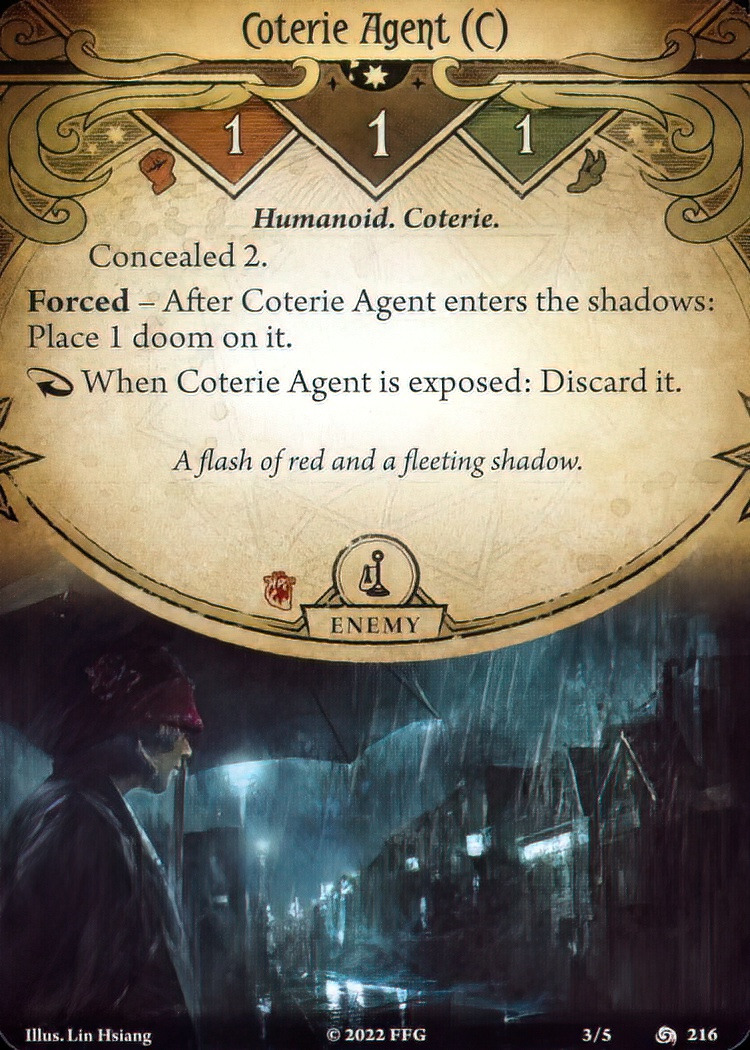 Coterie Agent (C)
1 1 1
Humanoid. Coterie.
Concealed 2.
Forced – After Coterie Agent enters the shadows:
Place 1 doom on it.
When Coterie Agent is exposed: Discard it.
A flash of red and a fleeting shadow.
ENEMY
Illus. Lin Hsiang © 2022 FFG 3/5 216